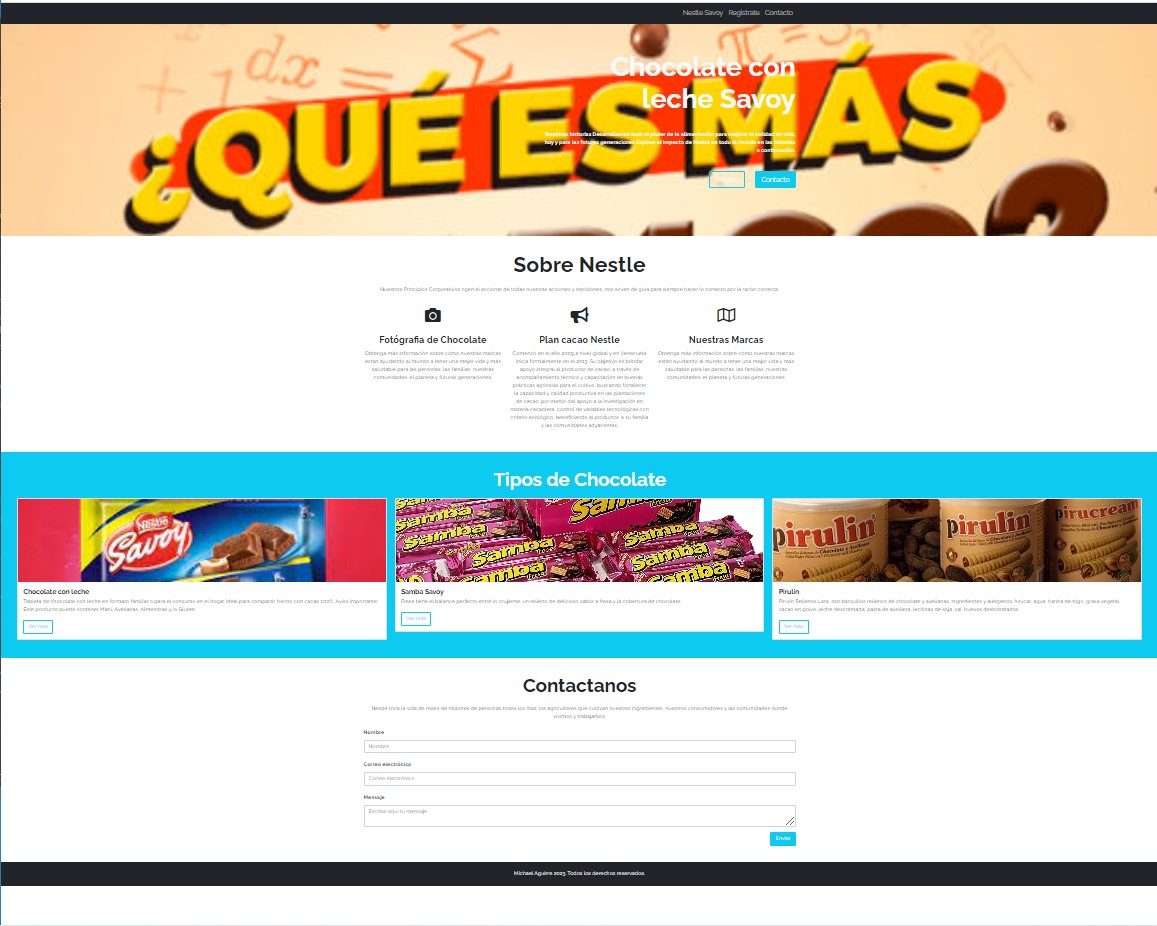 Nestle Savoy Registrate Contacto
dx = Σ π = 3,
¿QUÉ ES MÁS
Chocolate con
leche Savoy
Nuestras historias Desarrollamos todo el poder de la alimentación para mejorar la calidad de vida,
hoy y para las futuras generaciones Explore el impacto de Nestlé en todo el mundo en las historias
a continuación.
Contacto
Sobre Nestle
Nuestros Principios Corporativos rigen el accionar de todas nuestras acciones y decisiones, nos sirven de guía para siempre hacer lo correcto por la razón correcta.
Fotógrafia de Chocolate
Obtenga más información sobre cómo nuestras marcas
están ayudando al mundo a tener una mejor vida y más
saludable para las personas, las familias, nuestras
comunidades, el planeta y futuras generaciones.
Plan cacao Nestle
Comenzó en el año 2009 a nivel global y en Venezuela
inicia formalmente en el 2013. Su objetivo es brindar
apoyo integral al productor de cacao, a través de
acompañamiento técnico y capacitación en buenas
prácticas agrícolas para el cultivo, buscando fortalecer
la capacidad y calidad productiva en las plantaciones
de cacao, por medio del apoyo a la investigación en
materia cacaotera, control de variables tecnológicas con
criterio ecológico, beneficiando al productor, a su familia
y las comunidades adyacentes.
Nuestras Marcas
Obtenga más información sobre cómo nuestras marcas
están ayudando al mundo a tener una mejor vida y más
saludable para las personas, las familias, nuestras
comunidades, el planeta y futuras generaciones.
Tipos de Chocolate
Nestlé
Savoy
Samba
Fresa
pirulin
pirulin
pirucream
Chocolate con leche
Tableta de chocolate con leche en formato familiar o para el consumo en el hogar ideal para compartir hecho con cacao 100%. Aviso importante:
Este producto puede contener Maní, Avellanas, Almendras y/o Gluten.
Ver más
Samba Savoy
Fresa tiene el balance perfecto entre lo crujiente, un relleno de delicioso sabor a fresa y la cobertura de chocolate.
Ver más
Pirulin
Pirulin Rellenos Lata, son barquillos rellenos de chocolate y avellanas. ingredientes y alérgenos Azúcar, agua, harina de trigo, grasa vegetal,
cacao en polvo, leche descremada, pasta de avellana, lecitinas de soja, sal, huevos deshidratados.
Ver más
Contactanos
Nestlé toca la vida de miles de millones de personas todos los días: los agricultores que cultivan nuestros ingredientes, nuestros consumidores y las comunidades donde
vivimos y trabajamos
Nombre
Nombre
Correo electrónico
Correo electrónico
Mensaje
Escribe aquí tu mensaje
Enviar
Michael Aguirre 2023. Todos los derechos reservados.